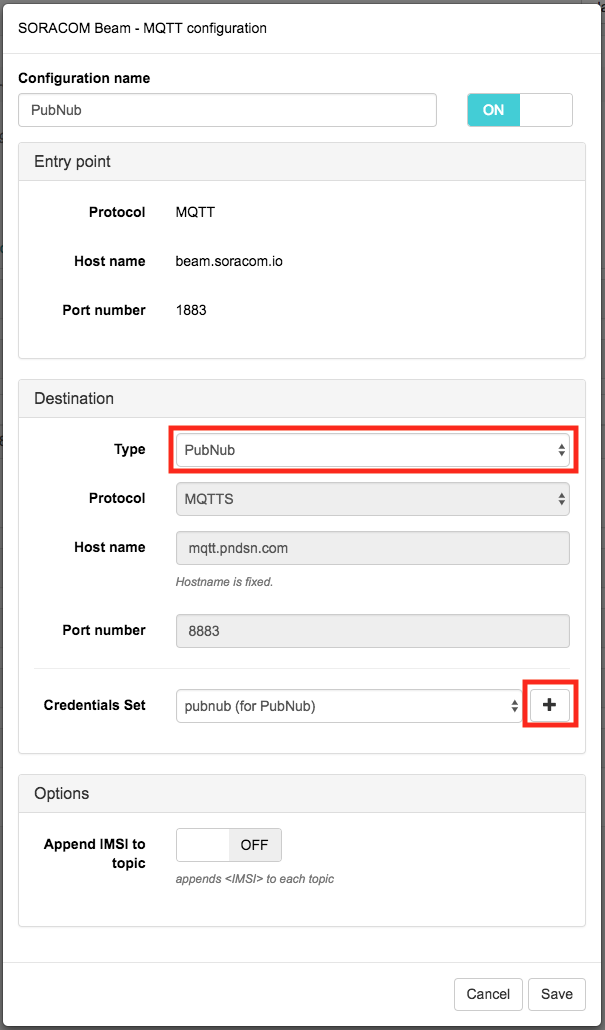 SORACOM Beam - MQTT configuration
Configuration name
PubNub
ON
Entry point
Protocol MQTT
Host name beam.soracom.io
Port number 1883
Destination
Type PubNub
Protocol MQTTS
Host name mqtt.pndsn.com
Hostname is fixed.
Port number 8883
Credentials Set pubnub (for PubNub) +
Options
Append IMSI to
topic
OFF
appends <IMSI> to each topic
Cancel Save